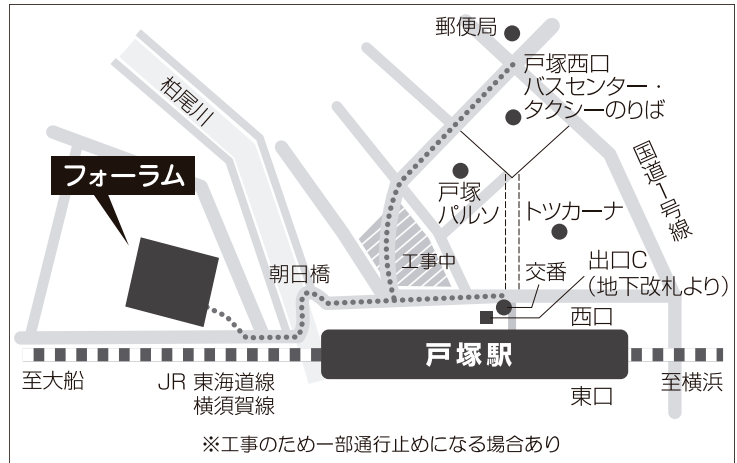 郵便局
戸塚西口
バスセンター・
タクシーのりば
柏尾川
国道1号線
フォーラム
戸塚
パルソ
トツカーナ
工事中
朝日橋
交番
出口C
(地下改札より)
西口
戸塚駅
至大船
JR 東海道線
横須賀線
東口
至横浜
※工事のため一部通行止めになる場合あり